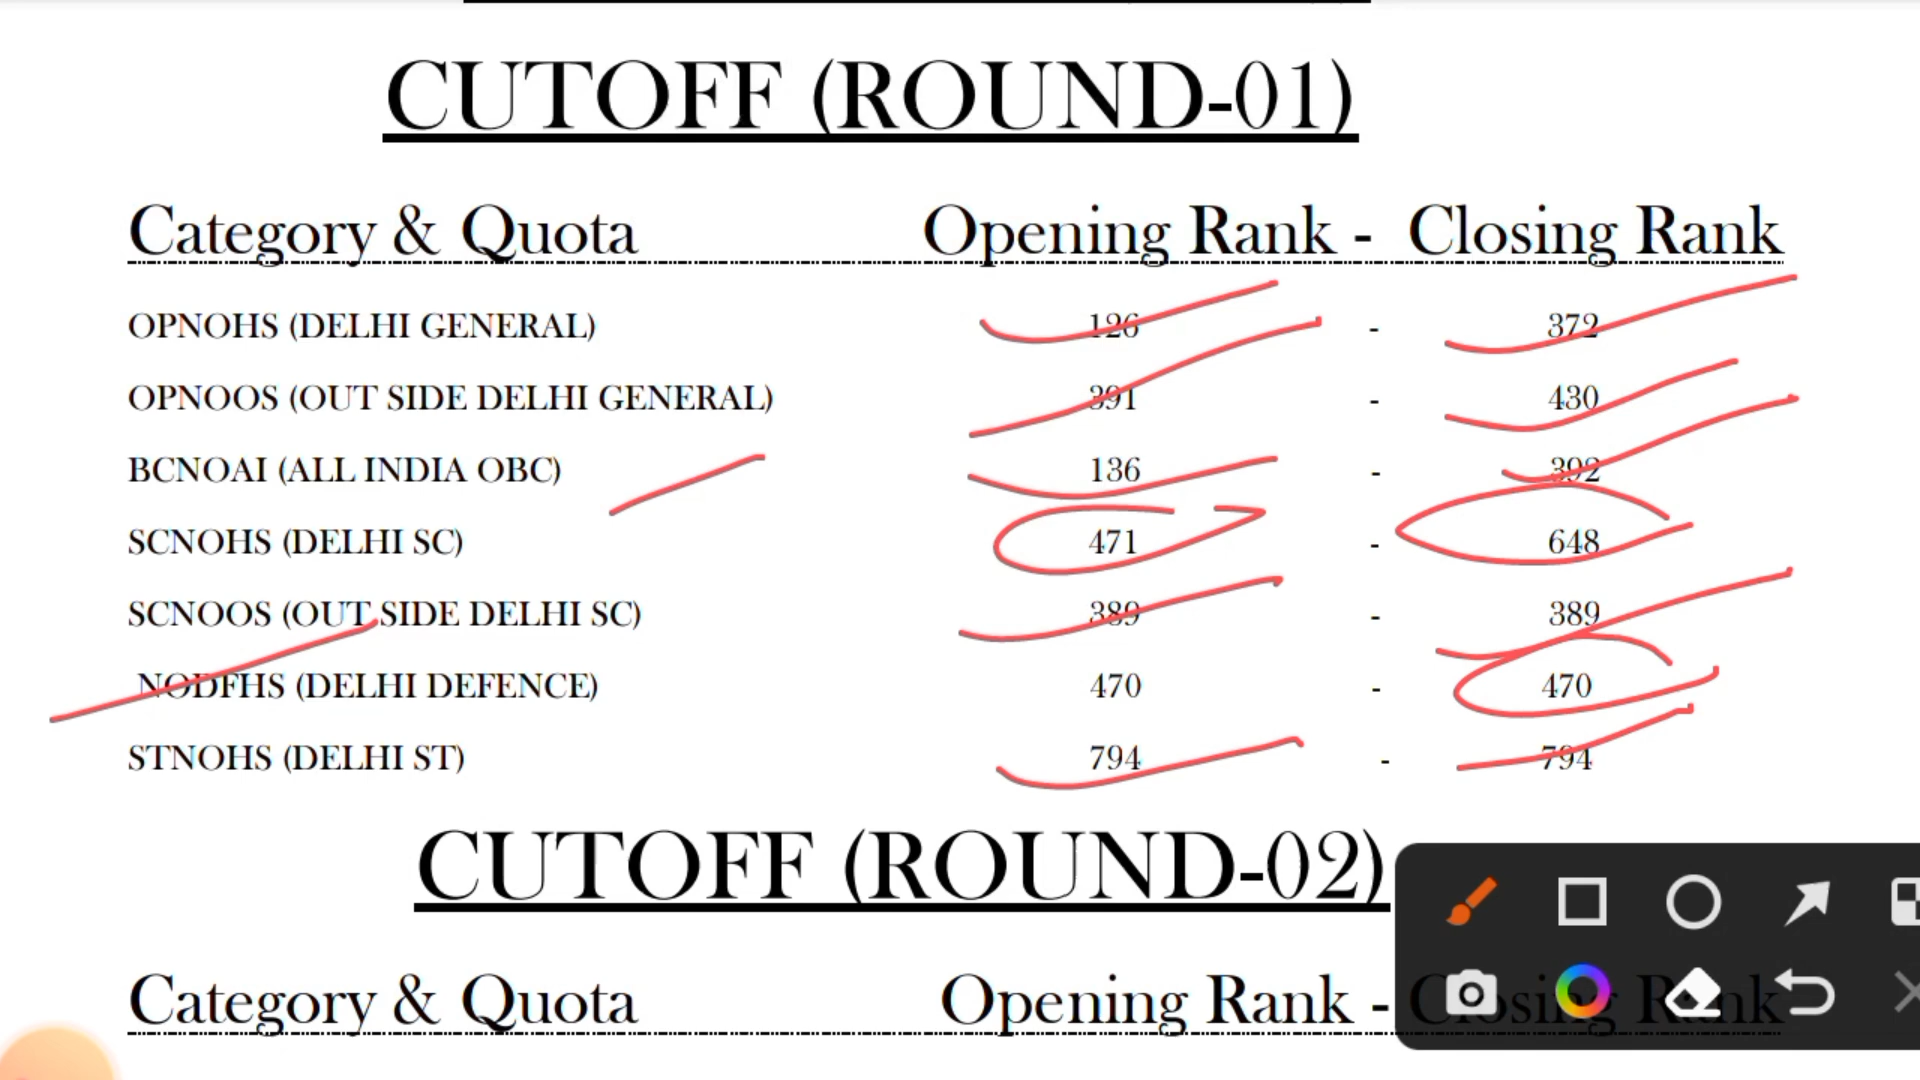 CUTOFF (ROUND-01)
Category & Quota Opening Rank - Closing Rank
OPNOHS (DELHI GENERAL) 126 - 372
OPNOOS (OUT SIDE DELHI GENERAL) 391 - 430
BCNOAI (ALL INDIA OBC) 136 - 392
SCNOHS (DELHI SC) 471 - 648
SCNOOS (OUT SIDE DELHI SC) 389 - 389
NODFHS (DELHI DEFENCE) 470 - 470
STNOHS (DELHI ST) 794 - 794
CUTOFF (ROUND-02)
Category & Quota Opening Rank - Closing Rank